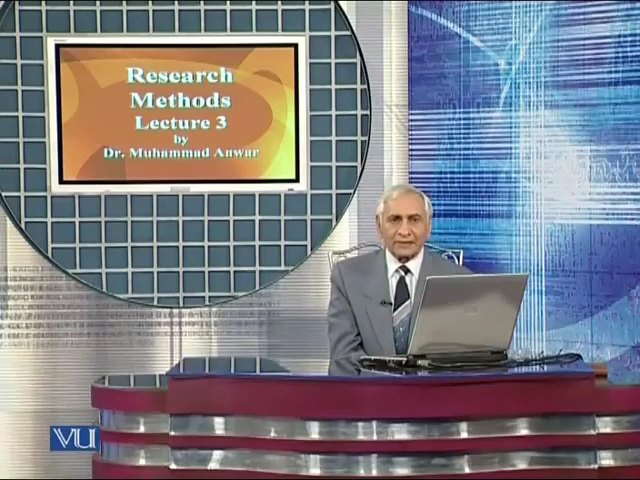 Research
Methods
Lecture 3
by
Dr. Muhammad Anwar
VU